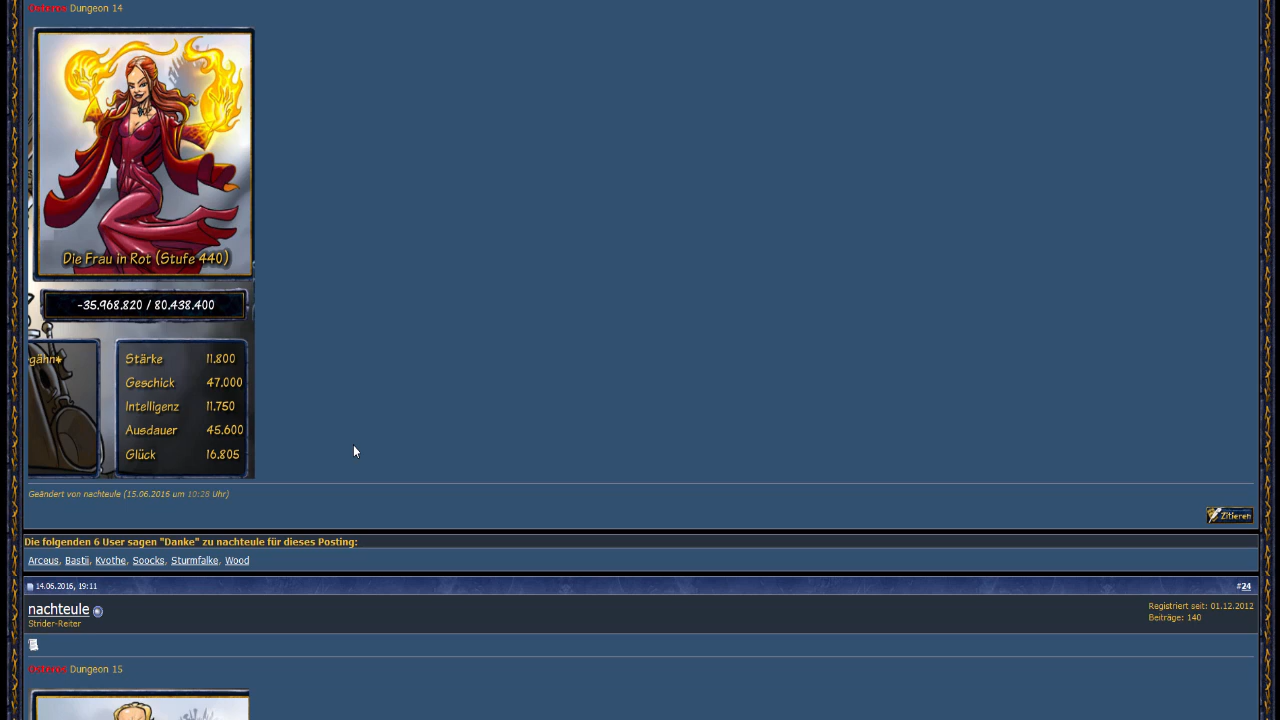 Dungeon 14
Die Frau in Rot (Stufe 440)
-35.968.820 / 80.438.400
gähn*
Stärke 11.800
Geschick 47.000
Intelligenz 11.750
Ausdauer 45.600
Glück 16.805
Geändert von nachteule (15.06.2016 um 10:28 Uhr)
Zitieren
Die folgenden 6 User sagen "Danke" zu nachteule für dieses Posting:
Arceus, Bastii, Kvothe, Soocks, Sturmfalke, Wood
14.06.2016, 19:11 #24
nachteule
Registriert seit: 01.12.2012
Strider-Reiter
Beiträge: 140
Dungeon 15